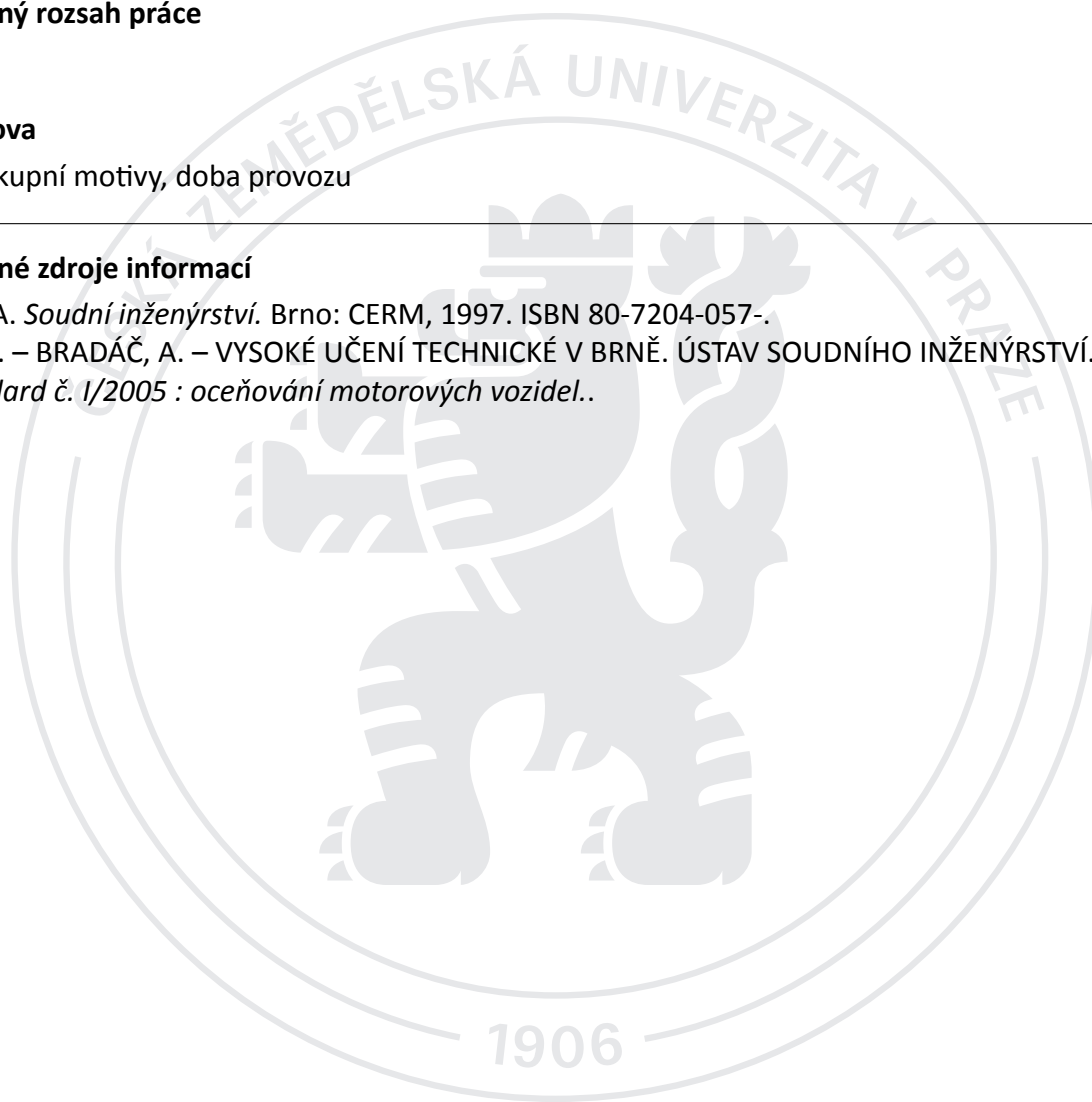 ný rozsah práce
ova
kupní motivy, doba provozu
né zdroje informací
A. Soudní inženýrství. Brno: CERM, 1997. ISBN 80-7204-057-.
. – BRADÁČ, A. – VYSOKÉ UČENÍ TECHNICKÉ V BRNĚ. ÚSTAV SOUDNÍHO INŽENÝRSTVÍ.
lard č. I/2005 : oceňování motorových vozidel..
ČESKÁ ZEMĚDĚLSKÁ UNIVERZITA V PRAZE
1906